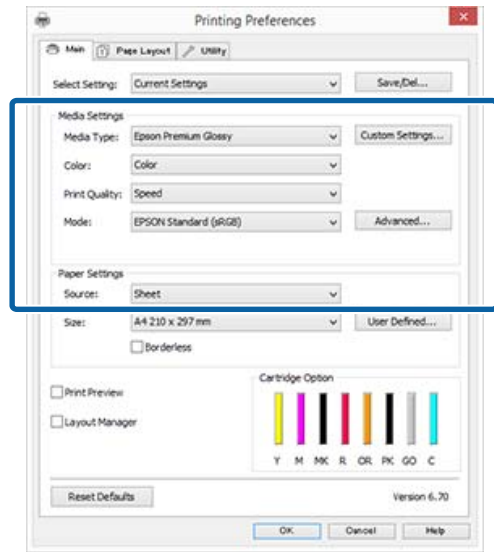 Printing Preferences
Main Page Layout Utility
Select Setting: Current Settings Save/Del...
Media Settings
Media Type: Epson Premium Glossy Custom Settings...
Color: Color
Print Quality: Speed
Mode: EPSON Standard (sRGB) Advanced...
Paper Settings
Source: Sheet
Size: A4 210 x 297 mm User Defined...
Borderless
Cartridge Option
Print Preview
Layout Manager
Y M MK R OR PK GO C
Reset Defaults Version 6.70
OK Cancel Help